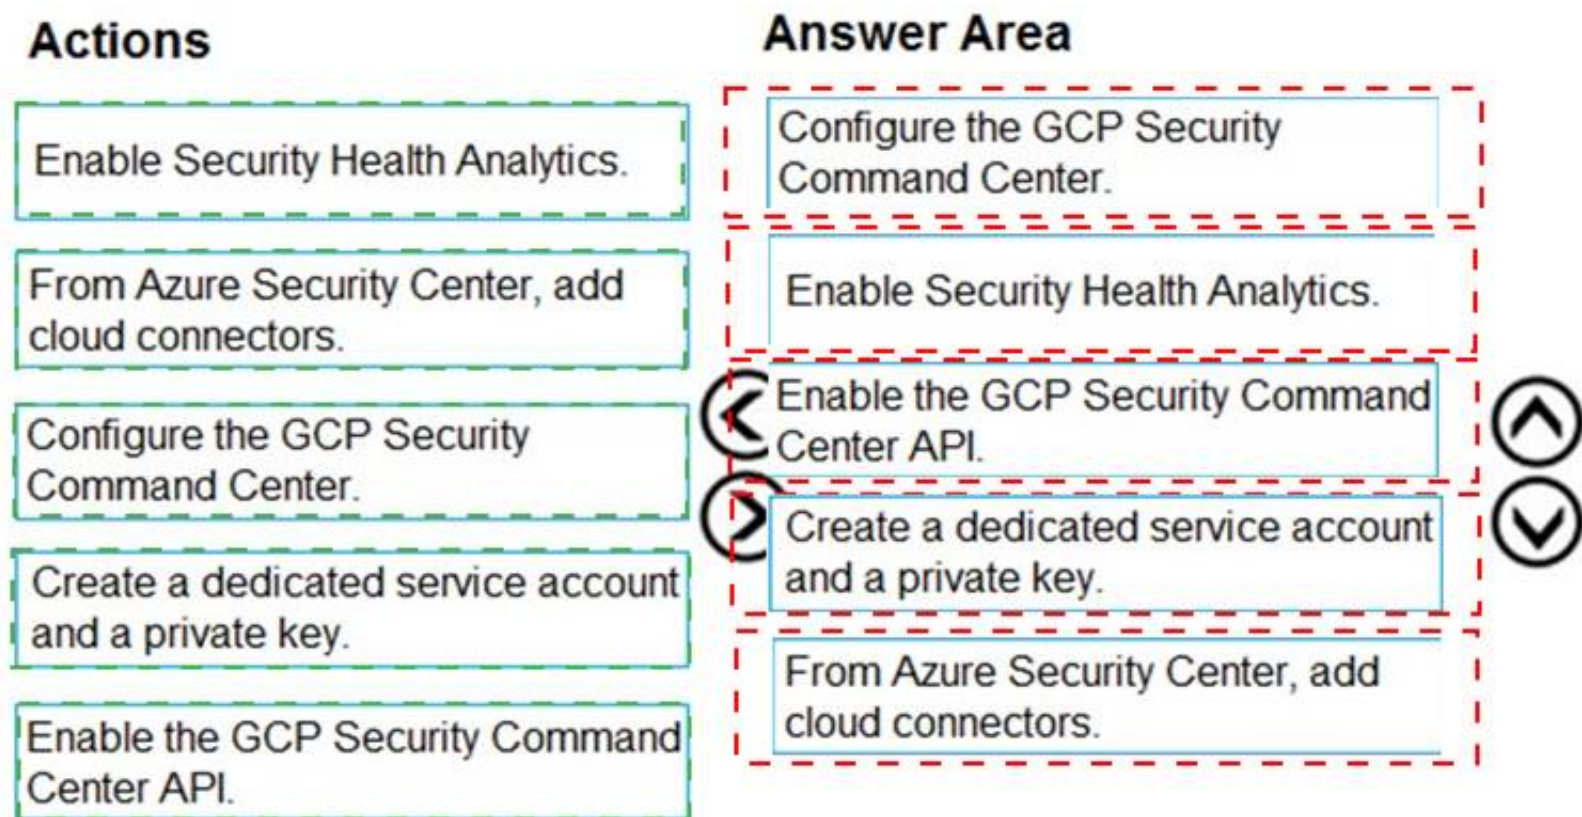 Actions
Enable Security Health Analytics.
From Azure Security Center, add
cloud connectors.
Configure the GCP Security
Command Center.
Create a dedicated service account
and a private key.
Enable the GCP Security Command
Center API.
Answer Area
Configure the GCP Security
Command Center.
Enable Security Health Analytics.
Enable the GCP Security Command
Center API.
Create a dedicated service account
and a private key.
From Azure Security Center, add
cloud connectors.